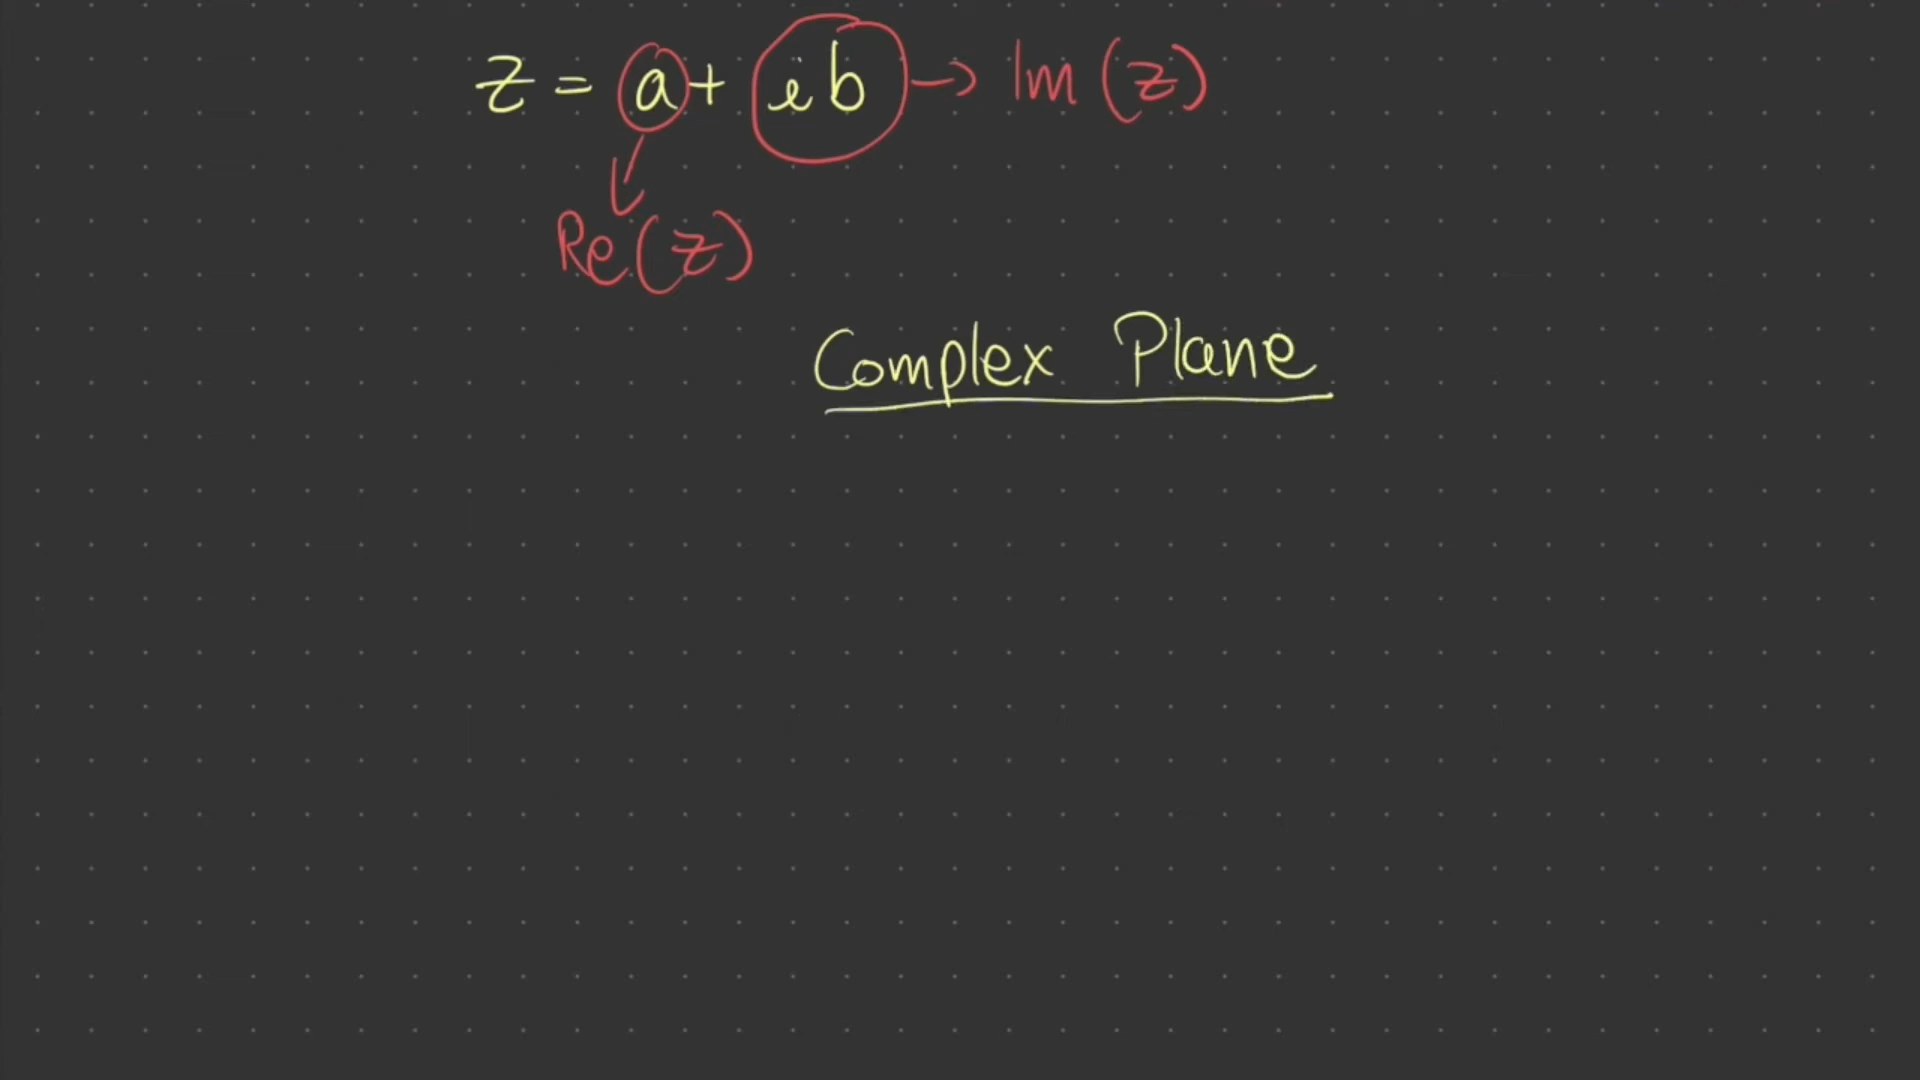 z = a + ib → Im (z)
Re (z)
Complex Plane